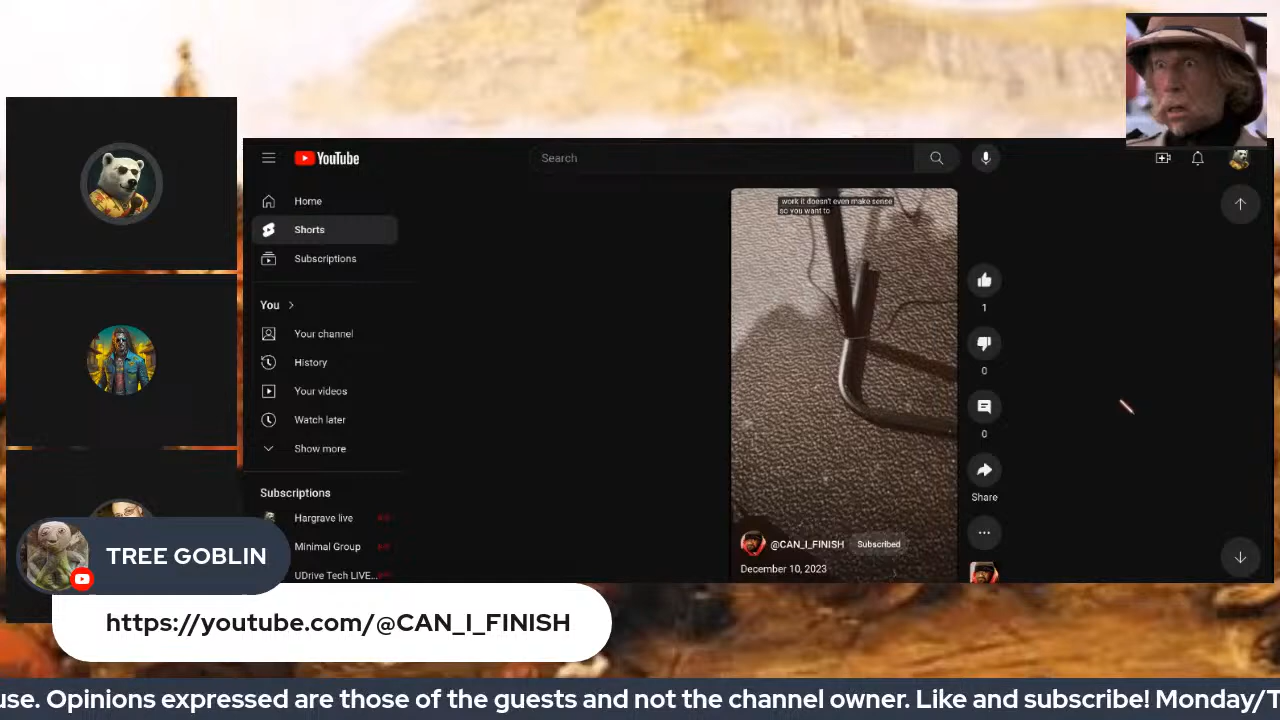 YouTube
Search
Home
Shorts
Subscriptions
You
Your channel
History
Your videos
Watch later
Show more
Subscriptions
Hargrave live
Minimal Group
UDrive Tech LIVE...
work it doesn't even make sense
so you want to
1
0
0
Share
@CAN_I_FINISH Subscribed
December 10, 2023
TREE GOBLIN
https://youtube.com/@CAN_I_FINISH
use. Opinions expressed are those of the guests and not the channel owner. Like and subscribe! Monday/T